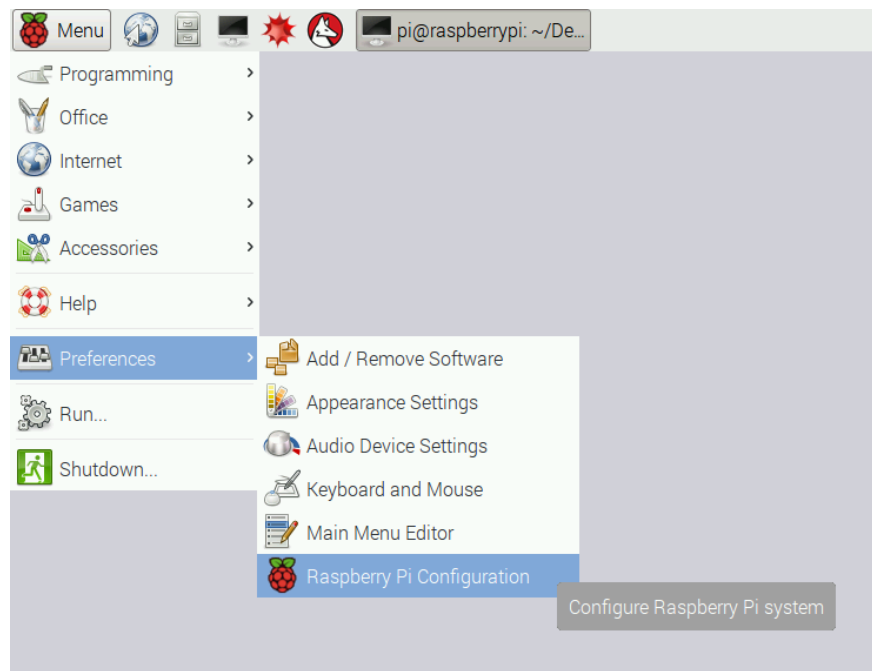 Menu
pi@raspberrypi: ~/De...
Programming
Office
Internet
Games
Accessories
Help
Preferences
Run...
Shutdown...
Add / Remove Software
Appearance Settings
Audio Device Settings
Keyboard and Mouse
Main Menu Editor
Raspberry Pi Configuration
Configure Raspberry Pi system